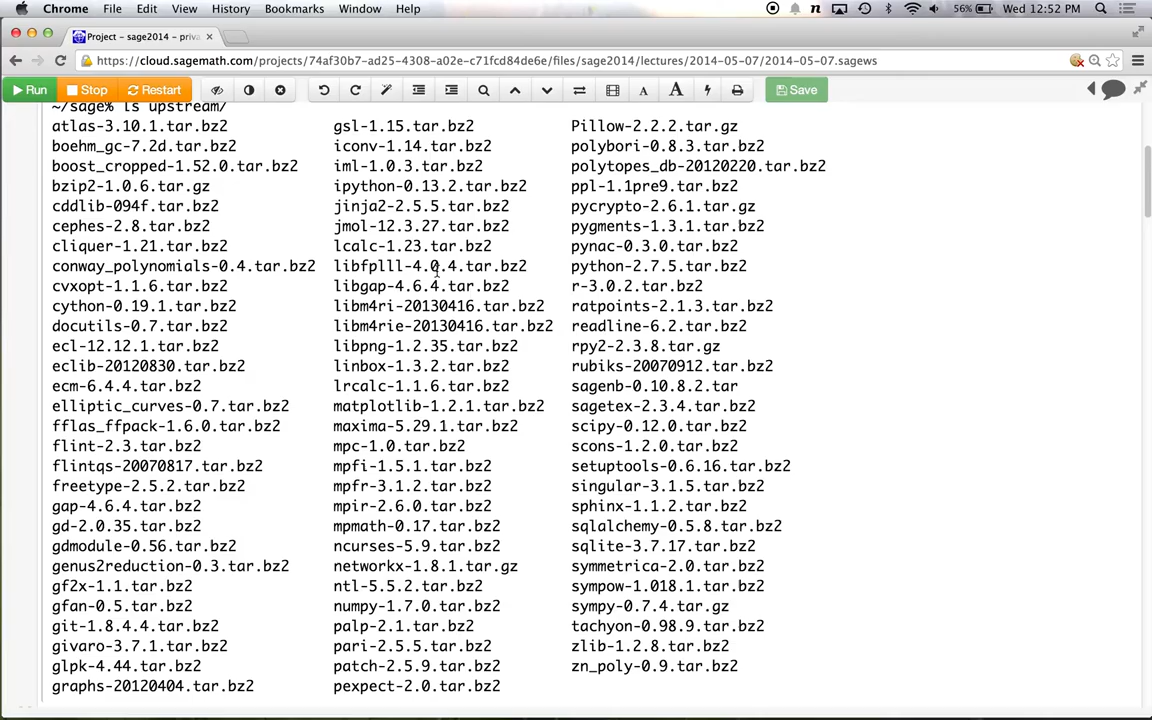 Chrome File Edit View History Bookmarks Window Help 56% Wed 12:52 PM
Project – sage2014 – priva
https://cloud.sagemath.com/projects/74af30b7-ad25-4308-a02e-c71fcd84de6e/files/sage2014/lectures/2014-05-07/2014-05-07.sagews
Run Stop Restart A A Save
~/sage% ls upstream/
atlas-3.10.1.tar.bz2 gsl-1.15.tar.bz2 Pillow-2.2.2.tar.gz
boehm_gc-7.2d.tar.bz2 iconv-1.14.tar.bz2 polybori-0.8.3.tar.bz2
boost_cropped-1.52.0.tar.bz2 iml-1.0.3.tar.bz2 polytopes_db-20120220.tar.bz2
bzip2-1.0.6.tar.gz ipython-0.13.2.tar.bz2 ppl-1.1pre9.tar.bz2
cddlib-094f.tar.bz2 jinja2-2.5.5.tar.bz2 pycrypto-2.6.1.tar.gz
cephes-2.8.tar.bz2 jmol-12.3.27.tar.bz2 pygments-1.3.1.tar.bz2
cliquer-1.21.tar.bz2 lcalc-1.23.tar.bz2 pynac-0.3.0.tar.bz2
conway_polynomials-0.4.tar.bz2 libfplll-4.0.4.tar.bz2 python-2.7.5.tar.bz2
cvxopt-1.1.6.tar.bz2 libgap-4.6.4.tar.bz2 r-3.0.2.tar.bz2
cython-0.19.1.tar.bz2 libm4ri-20130416.tar.bz2 ratpoints-2.1.3.tar.bz2
docutils-0.7.tar.bz2 libm4rie-20130416.tar.bz2 readline-6.2.tar.bz2
ecl-12.12.1.tar.bz2 libpng-1.2.35.tar.bz2 rpy2-2.3.8.tar.gz
eclib-20120830.tar.bz2 linbox-1.3.2.tar.bz2 rubiks-20070912.tar.bz2
ecm-6.4.4.tar.bz2 lrcalc-1.1.6.tar.bz2 sagenb-0.10.8.2.tar
elliptic_curves-0.7.tar.bz2 matplotlib-1.2.1.tar.bz2 sagetex-2.3.4.tar.bz2
fflas_ffpack-1.6.0.tar.bz2 maxima-5.29.1.tar.bz2 scipy-0.12.0.tar.bz2
flint-2.3.tar.bz2 mpc-1.0.tar.bz2 scons-1.2.0.tar.bz2
flintqs-20070817.tar.bz2 mpfi-1.5.1.tar.bz2 setuptools-0.6.16.tar.bz2
freetype-2.5.2.tar.bz2 mpfr-3.1.2.tar.bz2 singular-3.1.5.tar.bz2
gap-4.6.4.tar.bz2 mpir-2.6.0.tar.bz2 sphinx-1.1.2.tar.bz2
gd-2.0.35.tar.bz2 mpmath-0.17.tar.bz2 sqlalchemy-0.5.8.tar.bz2
gdmodule-0.56.tar.bz2 ncurses-5.9.tar.bz2 sqlite-3.7.17.tar.bz2
genus2reduction-0.3.tar.bz2 networkx-1.8.1.tar.gz symmetrica-2.0.tar.bz2
gf2x-1.1.tar.bz2 ntl-5.5.2.tar.bz2 sympow-1.018.1.tar.bz2
gfan-0.5.tar.bz2 numpy-1.7.0.tar.bz2 sympy-0.7.4.tar.gz
git-1.8.4.4.tar.bz2 palp-2.1.tar.bz2 tachyon-0.98.9.tar.bz2
givaro-3.7.1.tar.bz2 pari-2.5.5.tar.bz2 zlib-1.2.8.tar.bz2
glpk-4.44.tar.bz2 patch-2.5.9.tar.bz2 zn_poly-0.9.tar.bz2
graphs-20120404.tar.bz2 pexpect-2.0.tar.bz2